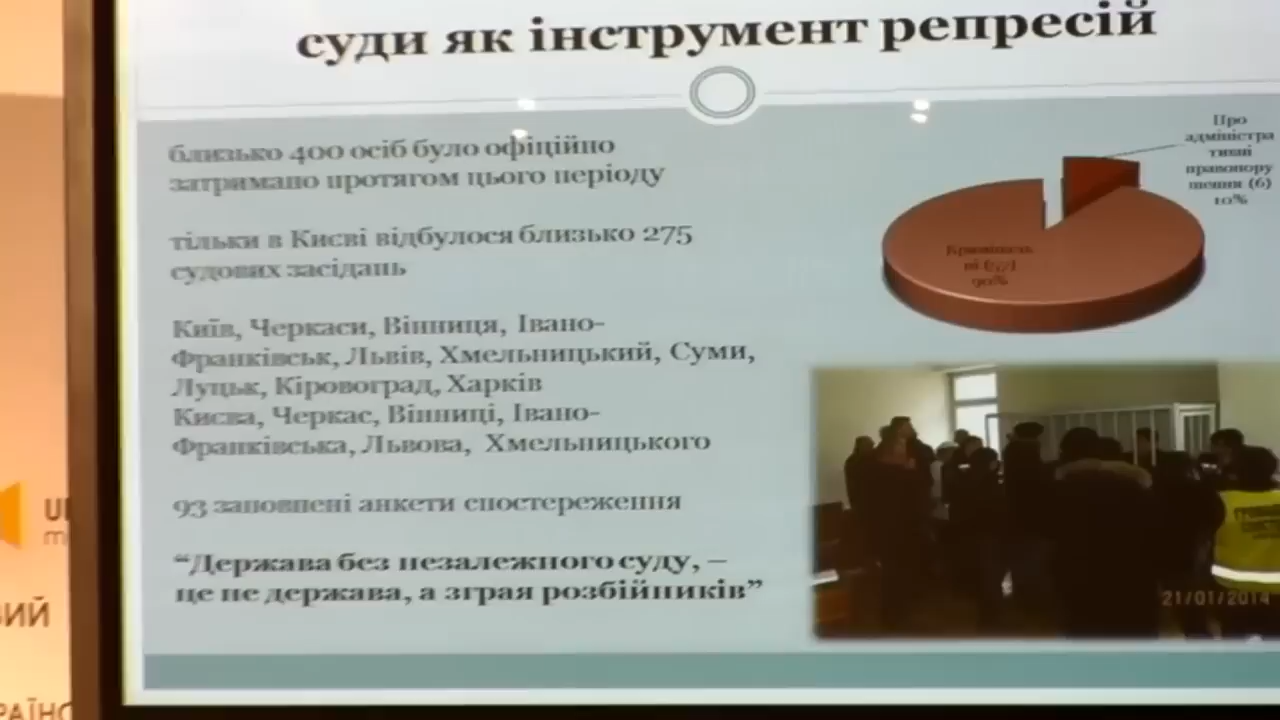 суди як інструмент репресій
близько 400 осіб було офіційно
затримано протягом цього періоду
тільки в Києві відбулося близько 275
судових засідань
Київ, Черкаси, Вінниця, Івано-
Франківськ, Львів, Хмельницький, Суми,
Луцьк, Кіровоград, Харків
Києва, Черкас, Вінниці, Івано-
Франківська, Львова, Хмельницького
93 заповнені анкети спостереження
“Держава без незалежного суду, –
це не держава, а зграя розбійників”
Про
адміністра
тивні
правопору
шення (6)
10%
90%
21/01/2014